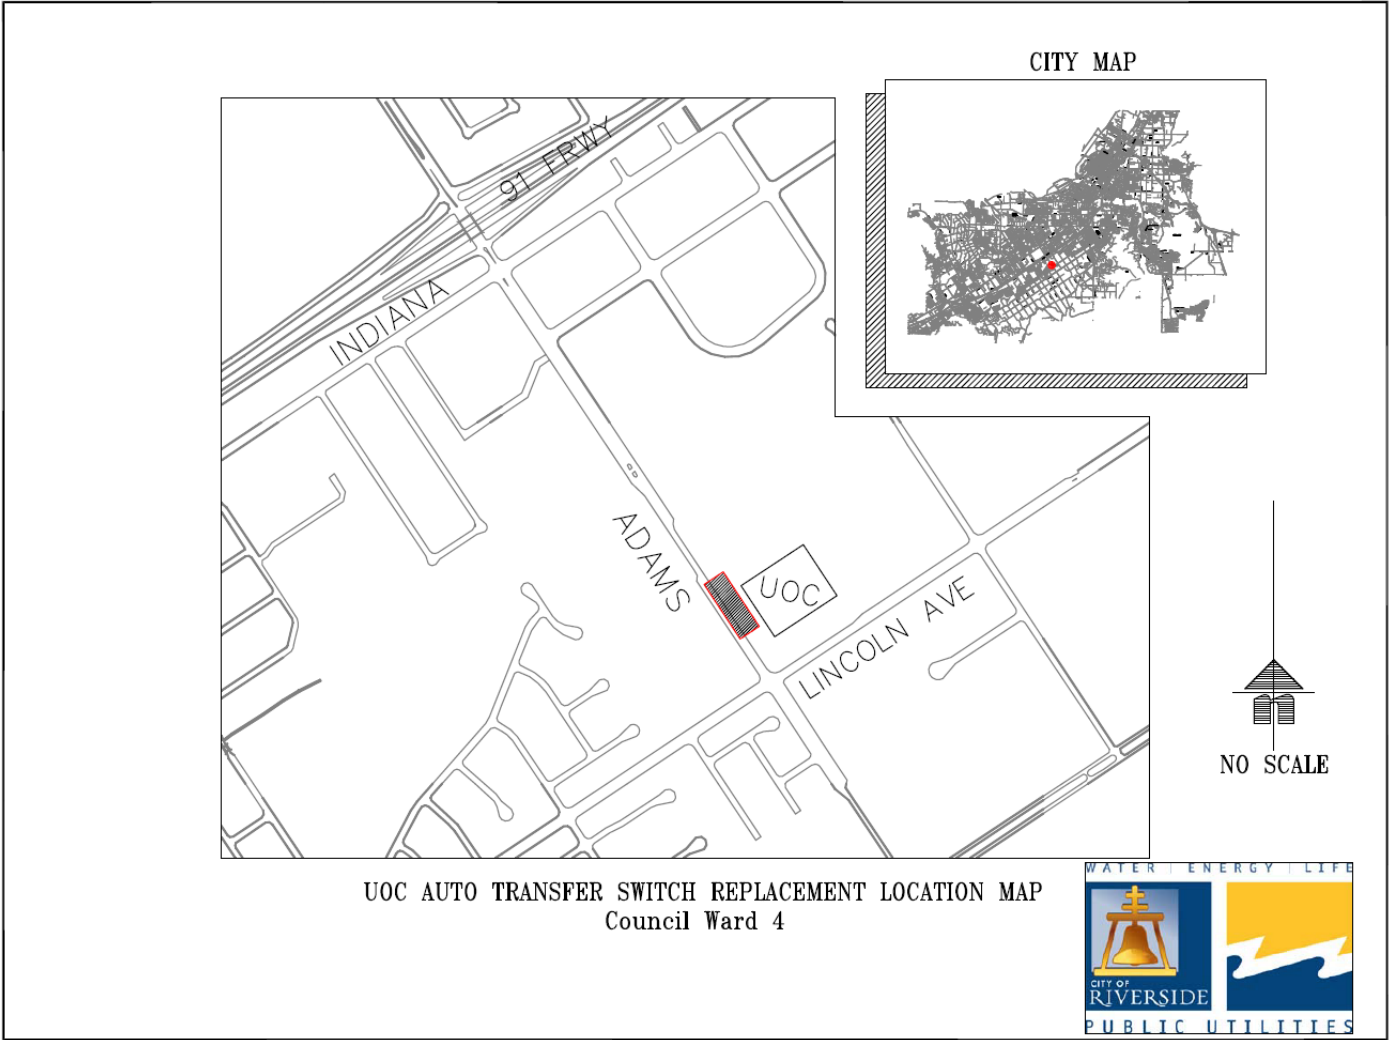 CITY MAP
91 FRWY
INDIANA
ADAMS
UOC
LINCOLN AVE
NO SCALE
UOC AUTO TRANSFER SWITCH REPLACEMENT LOCATION MAP
Council Ward 4
WATER | ENERGY | LIFE
CITY OF
RIVERSIDE
PUBLIC UTILITIES